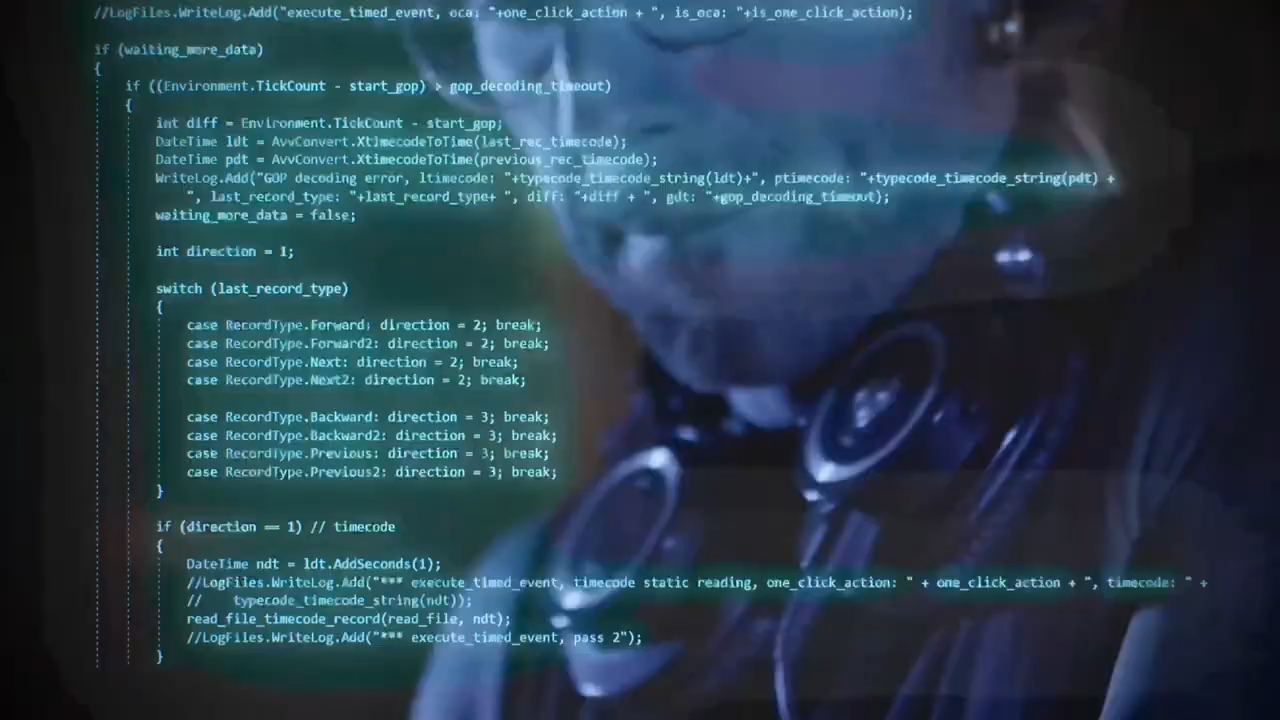 //LogFiles.WriteLog.Add("execute_timed_event, oca: "+one_click_action + ", is_oca: "+is_one_click_action);
if (waiting_more_data)
{
if ((Environment.TickCount - start_gop) > gop_decoding_timeout)
{
int diff = Environment.TickCount - start_gop;
DateTime ldt = AvvConvert.XtimecodeToTime(last_rec_timecode);
DateTime pdt = AvvConvert.XtimecodeToTime(previous_rec_timecode);
WriteLog.Add("GOP decoding error, ltimecode: "+typecode_timecode_string(ldt)+", ptimecode: "+typecode_timecode_string(pdt) +
", last_record_type: "+last_record_type+ ", diff: "+diff + ", gdt: "+gop_decoding_timeout);
waiting_more_data = false;
int direction = 1;
switch (last_record_type)
{
case RecordType.Forward: direction = 2; break;
case RecordType.Forward2: direction = 2; break;
case RecordType.Next: direction = 2; break;
case RecordType.Next2: direction = 2; break;
case RecordType.Backward: direction = 3; break;
case RecordType.Backward2: direction = 3; break;
case RecordType.Previous: direction = 3; break;
case RecordType.Previous2: direction = 3; break;
}
if (direction == 1) // timecode
{
DateTime ndt = ldt.AddSeconds(1);
//LogFiles.WriteLog.Add("*** execute_timed_event, timecode static reading, one_click_action: " + one_click_action + ", timecode: " +
// typecode_timecode_string(ndt));
read_file_timecode_record(read_file, ndt);
//LogFiles.WriteLog.Add("*** execute_timed_event, pass 2");
}